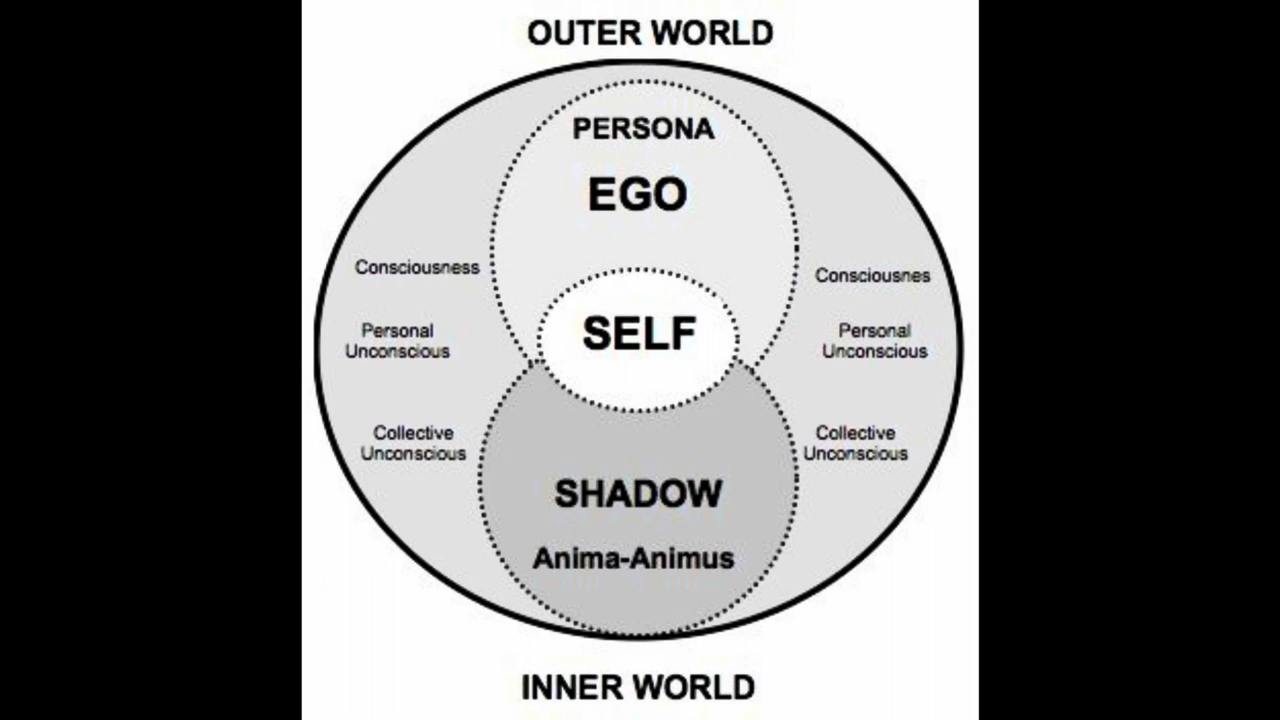 OUTER WORLD
PERSONA
EGO
Consciousness
Consciousnes
SELF
Personal
Unconscious
Personal
Unconscious
Collective
Unconscious
Collective
Unconscious
SHADOW
Anima-Animus
INNER WORLD